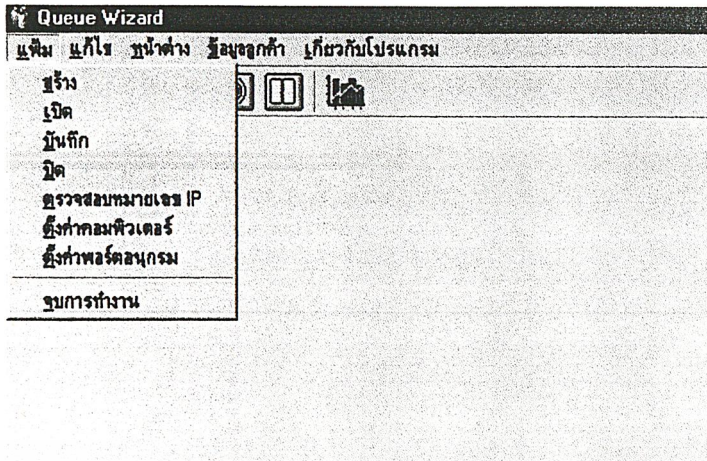 Queue Wizard
แฟ้ม แก้ไข หน้าต่าง ข้อมูลลูกค้า เกี่ยวกับโปรแกรม
สร้าง
เปิด
บันทึก
ปิด
ตรวจสอบหมายเลข IP
ตั้งค่าคอมพิวเตอร์
ตั้งค่าพอร์ตอนุกรม
จบการทำงาน